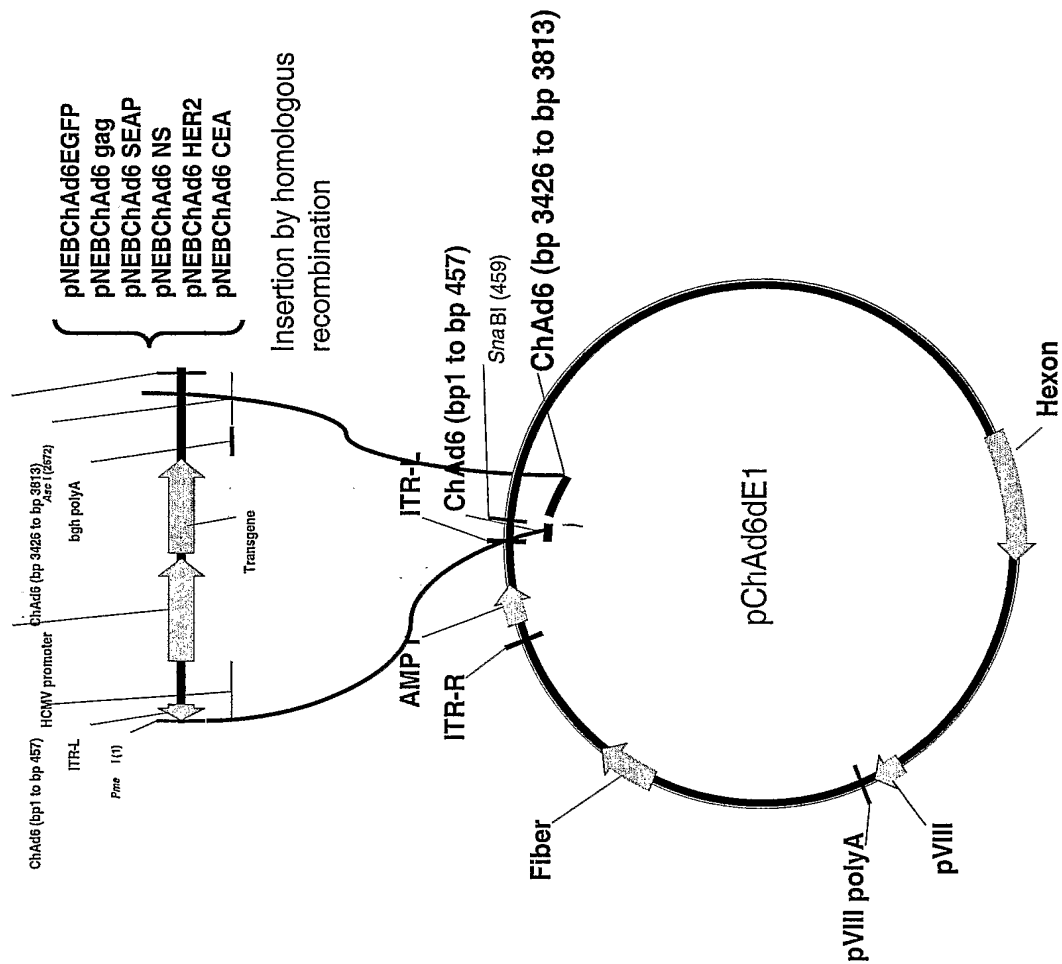 pNEBChAd6EGFP
pNEBChAd6 gag
pNEBChAd6 SEAP
pNEBChAd6 NS
pNEBChAd6 HER2
pNEBChAd6 CEA
Insertion by homologous
recombination
ChAd6 (bp1 to bp 457)
ITR-L
Pme I (1)
HCMV promoter
ChAd6 (bp 3426 to bp 3813)
Asc I (2672)
bgh polyA
Transgene
ITR-L
ChAd6 (bp1 to bp 457)
Sna BI (459)
ChAd6 (bp 3426 to bp 3813)
AMP r
ITR-R
Fiber
pVIII polyA
pVIII
Hexon
pChAd6dE1